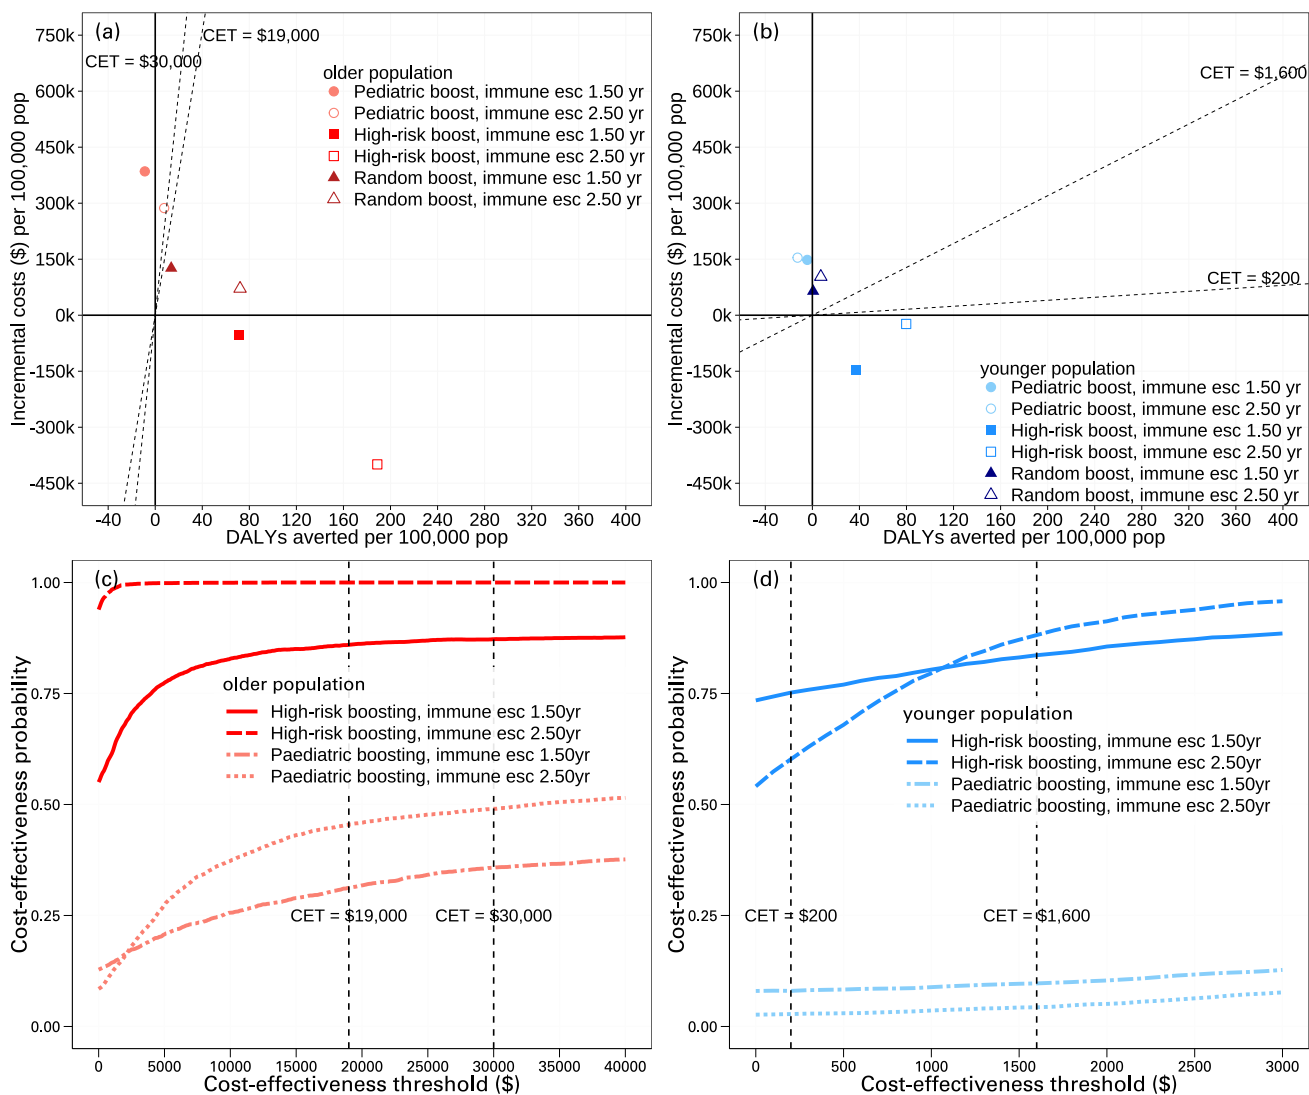 (a)
750k
600k
450k
300k
150k
0k
-150k
-300k
-450k
Incremental costs ($) per 100,000 pop
CET = $19,000
CET = $30,000
older population
Pediatric boost, immune esc 1.50 yr
Pediatric boost, immune esc 2.50 yr
High-risk boost, immune esc 1.50 yr
High-risk boost, immune esc 2.50 yr
Random boost, immune esc 1.50 yr
Random boost, immune esc 2.50 yr
-40 0 40 80 120 160 200 240 280 320 360 400
DALYs averted per 100,000 pop
(b)
750k
600k
450k
300k
150k
0k
-150k
-300k
-450k
Incremental costs ($) per 100,000 pop
CET = $1,600
CET = $200
younger population
Pediatric boost, immune esc 1.50 yr
Pediatric boost, immune esc 2.50 yr
High-risk boost, immune esc 1.50 yr
High-risk boost, immune esc 2.50 yr
Random boost, immune esc 1.50 yr
Random boost, immune esc 2.50 yr
-40 0 40 80 120 160 200 240 280 320 360 400
DALYs averted per 100,000 pop
(c)
1.00
0.75
0.50
0.25
0.00
Cost-effectiveness probability
older population
High-risk boosting, immune esc 1.50yr
High-risk boosting, immune esc 2.50yr
Paediatric boosting, immune esc 1.50yr
Paediatric boosting, immune esc 2.50yr
CET = $19,000
CET = $30,000
0 5000 10000 15000 20000 25000 30000 35000 40000
Cost-effectiveness threshold ($)
(d)
1.00
0.75
0.50
0.25
0.00
Cost-effectiveness probability
younger population
High-risk boosting, immune esc 1.50yr
High-risk boosting, immune esc 2.50yr
Paediatric boosting, immune esc 1.50yr
Paediatric boosting, immune esc 2.50yr
CET = $200
CET = $1,600
0 500 1000 1500 2000 2500 3000
Cost-effectiveness threshold ($)